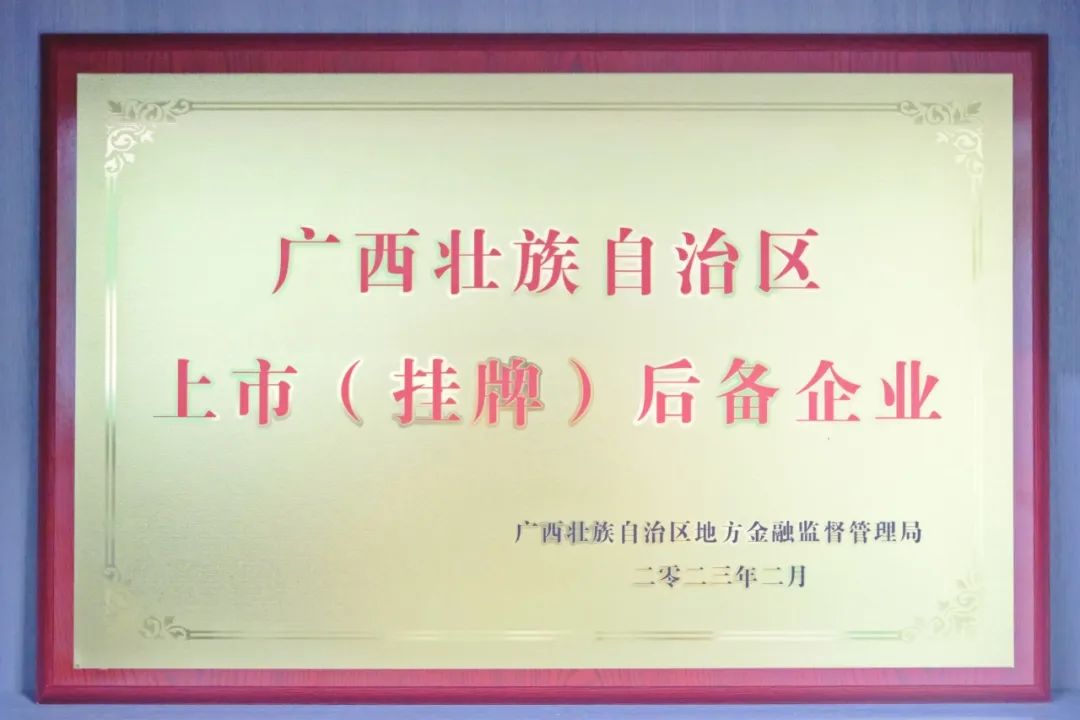 广西壮族自治区
上市（挂牌）后备企业
广西壮族自治区地方金融监督管理局
二零二三年二月